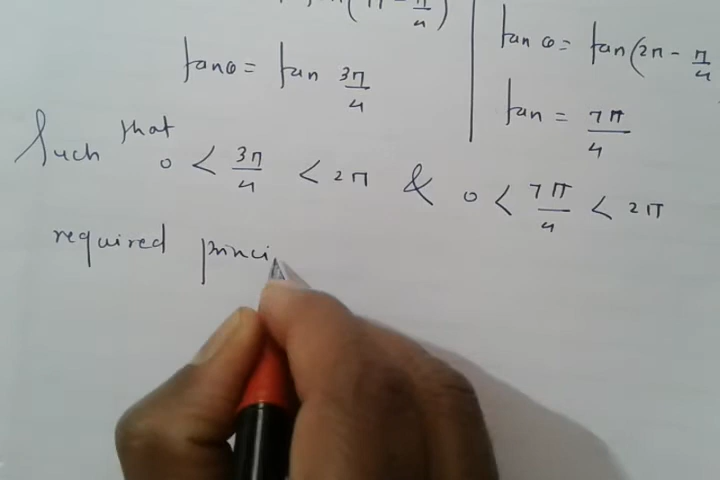 tanθ = tan 3π/4
tan θ = tan(2π - π/4
tan = 7π/4
Such that
0 < 3π/4 < 2π & 0 < 7π/4 < 2π
required princi